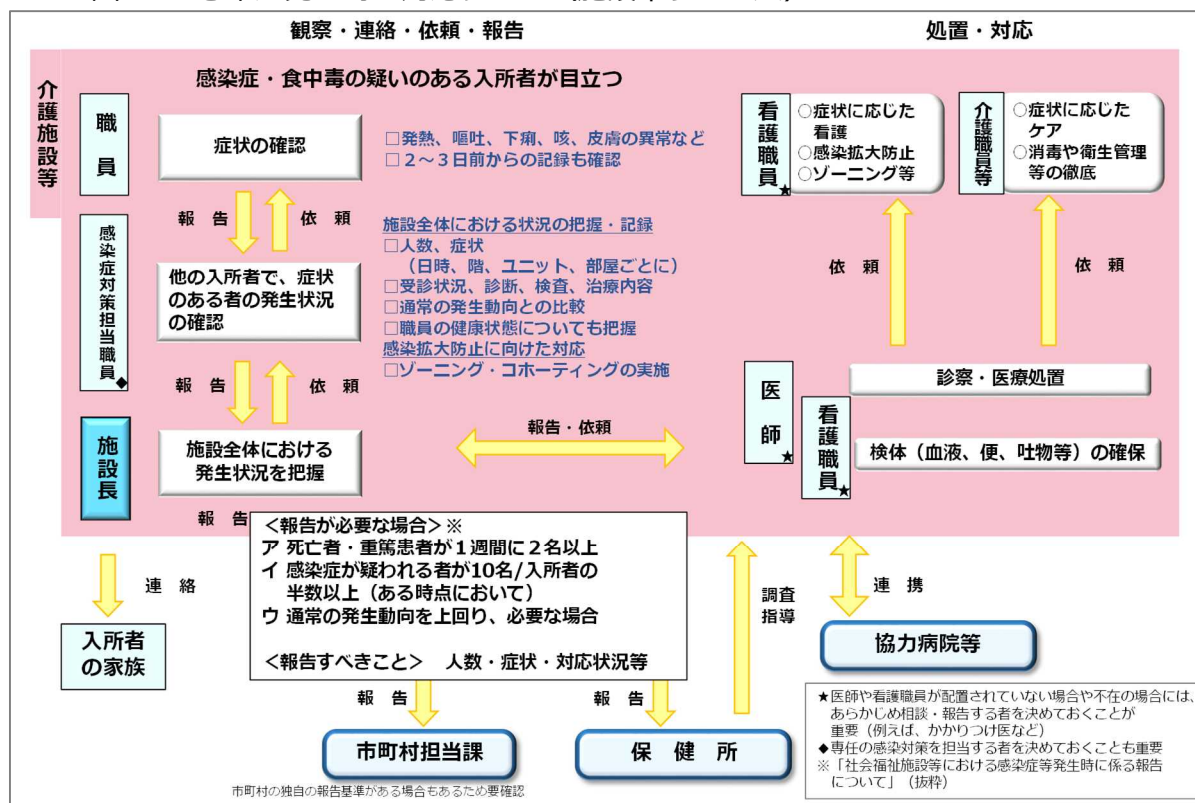 観察・連絡・依頼・報告
処置・対応
介護施設等
感染症・食中毒の疑いのある入所者が目立つ
職員
症状の確認
□発熱、嘔吐、下痢、咳、皮膚の異常など
□２～３日前からの記録も確認
報告
依頼
感染症対策担当職員◆
他の入所者で、症状
のある者の発生状況
の確認
施設全体における状況の把握・記録
□人数、症状
（日時、階、ユニット、部屋ごとに）
□受診状況、診断、検査、治療内容
□通常の発生動向との比較
□職員の健康状態についても把握
感染拡大防止に向けた対応
□ゾーニング・コホーティングの実施
報告
依頼
施設長
施設全体における
発生状況を把握
報告・依頼
看護職員★
○症状に応じた
看護
○感染拡大防止
○ゾーニング等
介護職員等
○症状に応じた
ケア
○消毒や衛生管理
等の徹底
依頼
依頼
医師★
看護職員★
診察・医療処置
検体（血液、便、吐物等）の確保
報告
＜報告が必要な場合＞※
ア 死亡者・重篤患者が１週間に２名以上
イ 感染症が疑われる者が10名/入所者の
半数以上（ある時点において）
ウ 通常の発生動向を上回り、必要な場合
＜報告すべきこと＞　人数・症状・対応状況等
連絡
入所者
の家族
報告
報告
調査
指導
連携
協力病院等
市町村担当課
保健所
市町村の独自の報告基準がある場合もあるため要確認
★医師や看護職員が配置されていない場合や不在の場合には、
あらかじめ相談・報告する者を決めておくことが
重要（例えば、かかりつけ医など）
◆専任の感染対策を担当する者を決めておくことも重要
※「社会福祉施設等における感染症等発生時に係る報告
について」（抜粋）